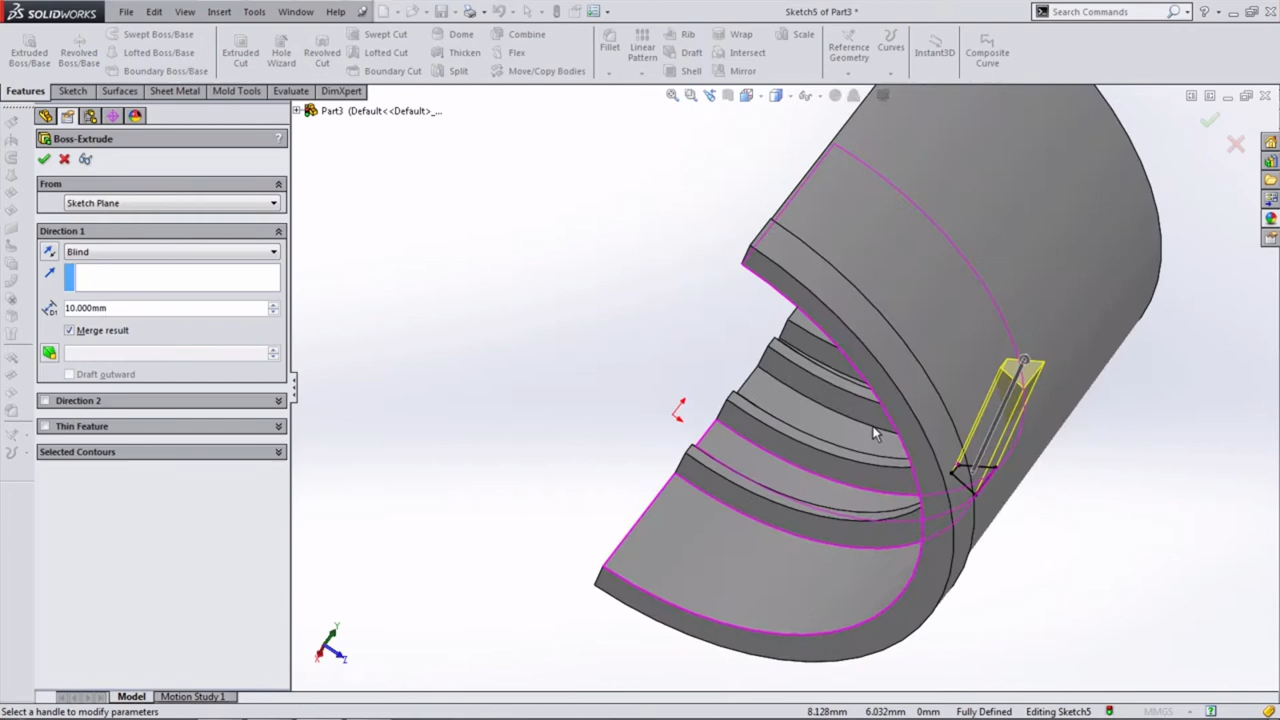 SOLIDWORKS File Edit View Insert Tools Window Help Sketch5 of Part3 * Search Commands
Extruded Boss/Base
Revolved Boss/Base
Swept Boss/Base
Lofted Boss/Base
Boundary Boss/Base
Extruded Cut
Hole Wizard
Revolved Cut
Swept Cut
Lofted Cut
Boundary Cut
Dome
Thicken
Split
Combine
Flex
Move/Copy Bodies
Fillet
Linear Pattern
Rib
Draft
Shell
Wrap
Intersect
Mirror
Scale
Reference Geometry
Curves
Instant3D
Composite Curve
Features Sketch Surfaces Sheet Metal Mold Tools Evaluate DimXpert
Part3 (Default<<Default>_...
Boss-Extrude ?
From
Sketch Plane
Direction 1
Blind
10.000mm
Merge result
Draft outward
Direction 2
Thin Feature
Selected Contours
Y
X
Z
Model Motion Study 1
Select a handle to modify parameters 8.128mm 6.032mm 0mm Fully Defined Editing Sketch5 MMGS